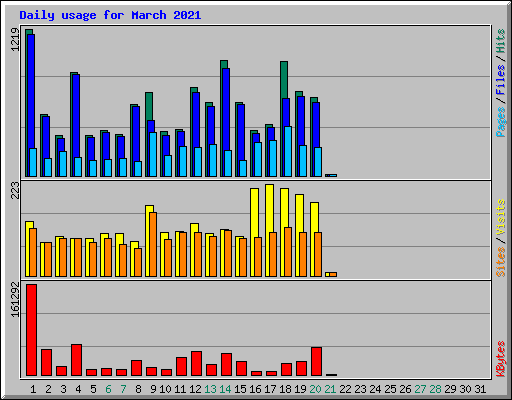 Daily usage for March 2021
1219
Pages/Files/Hits
223
Sites/Visits
161292
KBytes
1 2 3 4 5 6 7 8 9 10 11 12 13 14 15 16 17 18 19 20 21 22 23 24 25 26 27 28 29 30 31